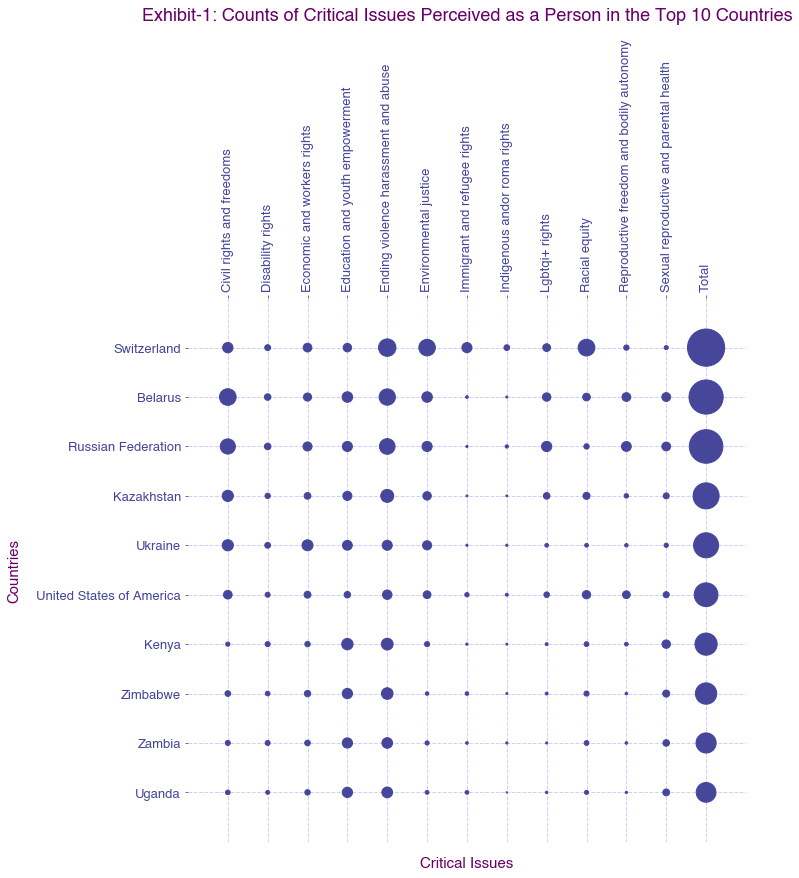 Exhibit-1: Counts of Critical Issues Perceived as a Person in the Top 10 Countries
Civil rights and freedoms
Disability rights
Economic and workers rights
Education and youth empowerment
Ending violence harassment and abuse
Environmental justice
Immigrant and refugee rights
Indigenous andor roma rights
Lgbtqi+ rights
Racial equity
Reproductive freedom and bodily autonomy
Sexual reproductive and parental health
Total
Switzerland
Belarus
Russian Federation
Kazakhstan
Ukraine
United States of America
Kenya
Zimbabwe
Zambia
Uganda
Countries
Critical Issues